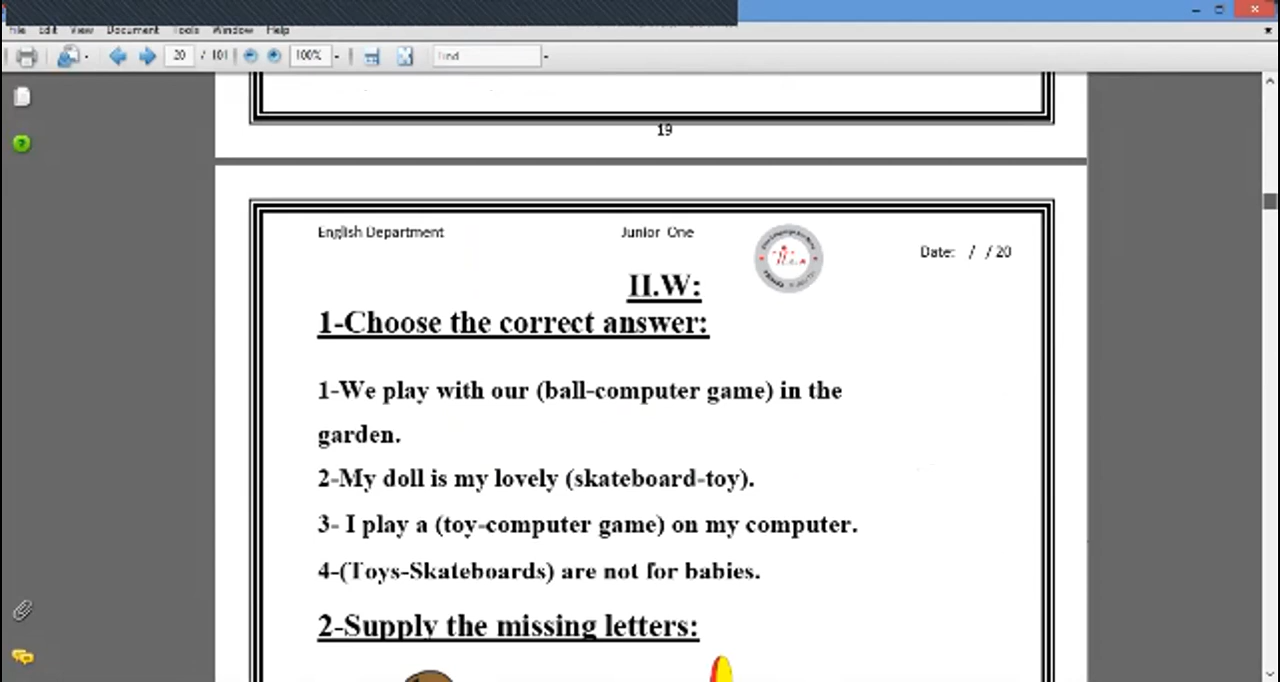 File Edit View Document Tools Window Help
20 / 101 100% Find
19
English Department Junior One
Date: / / 20
II.W:
1-Choose the correct answer:
1-We play with our (ball-computer game) in the
garden.
2-My doll is my lovely (skateboard-toy).
3- I play a (toy-computer game) on my computer.
4-(Toys-Skateboards) are not for babies.
2-Supply the missing letters: